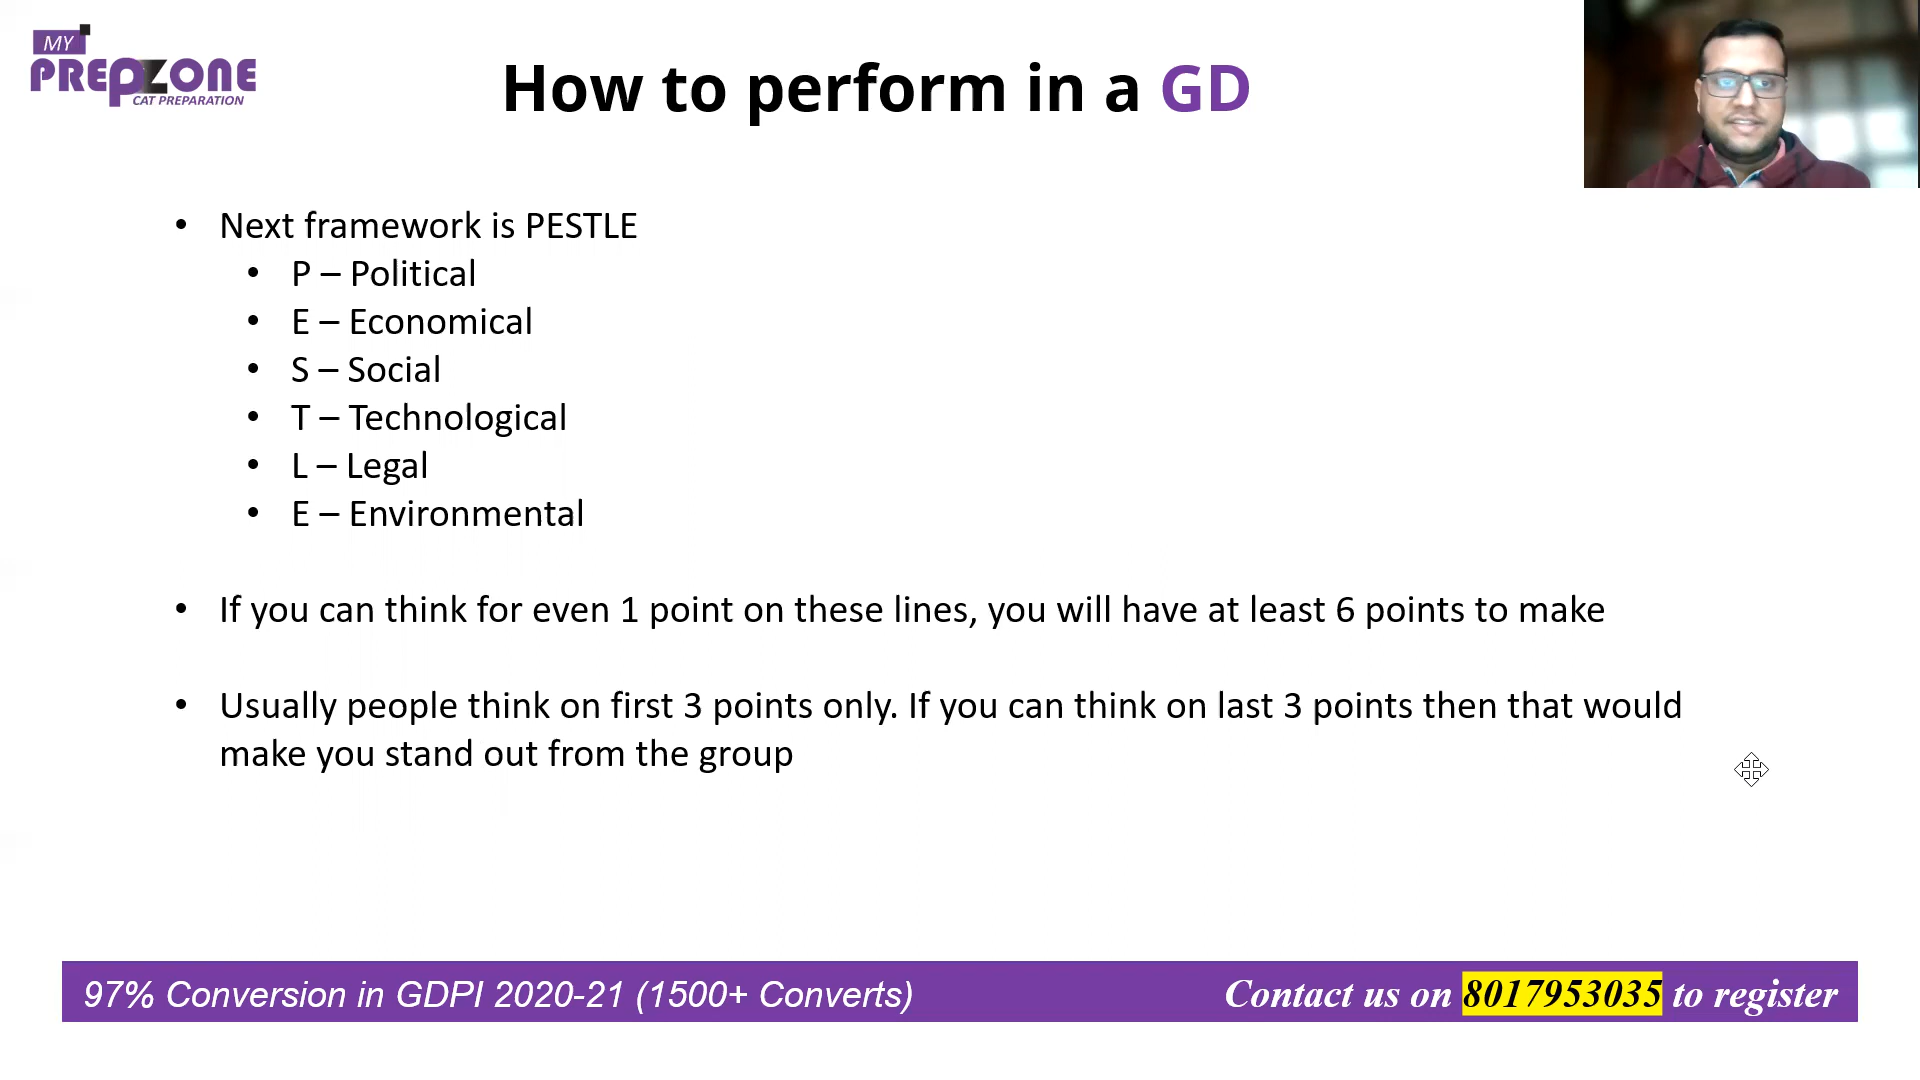 MY
PREPZONE
CAT PREPARATION
How to perform in a GD
• Next framework is PESTLE
• P – Political
• E – Economical
• S – Social
• T – Technological
• L – Legal
• E – Environmental
• If you can think for even 1 point on these lines, you will have at least 6 points to make
• Usually people think on first 3 points only. If you can think on last 3 points then that would
make you stand out from the group
97% Conversion in GDPI 2020-21 (1500+ Converts)
Contact us on 8017953035 to register